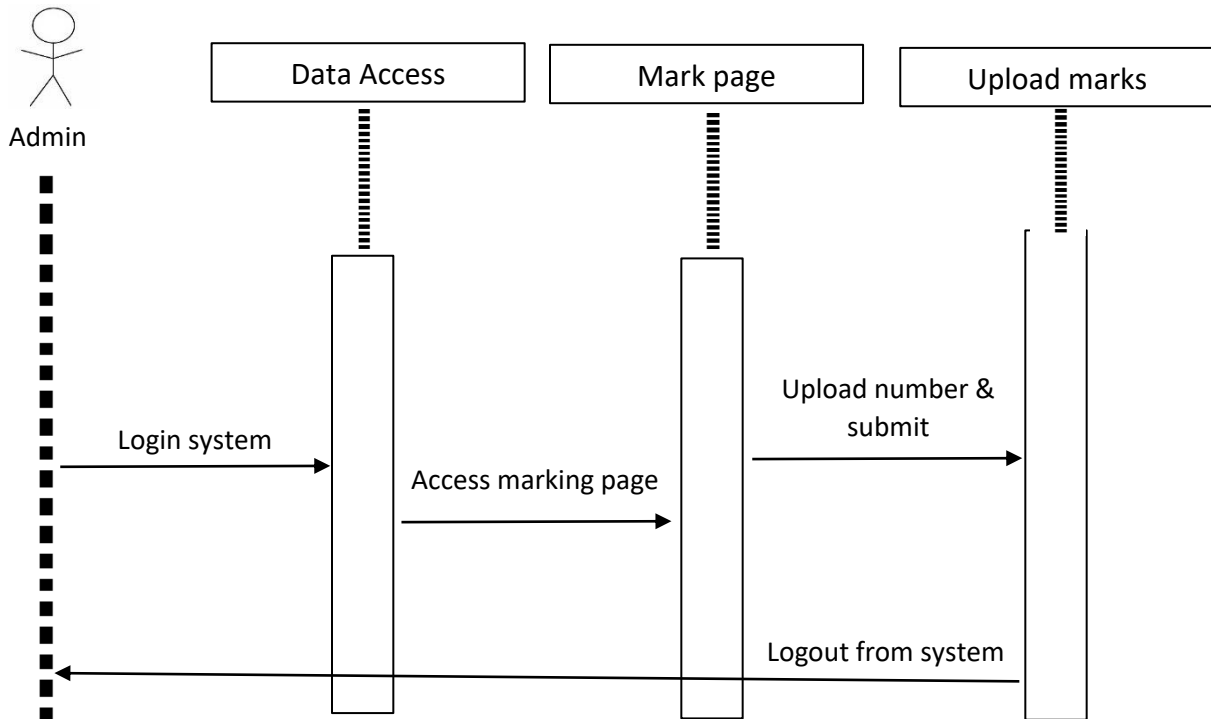 Admin
Data Access
Mark page
Upload marks
Upload number &
submit
Login system
Access marking page
Logout from system